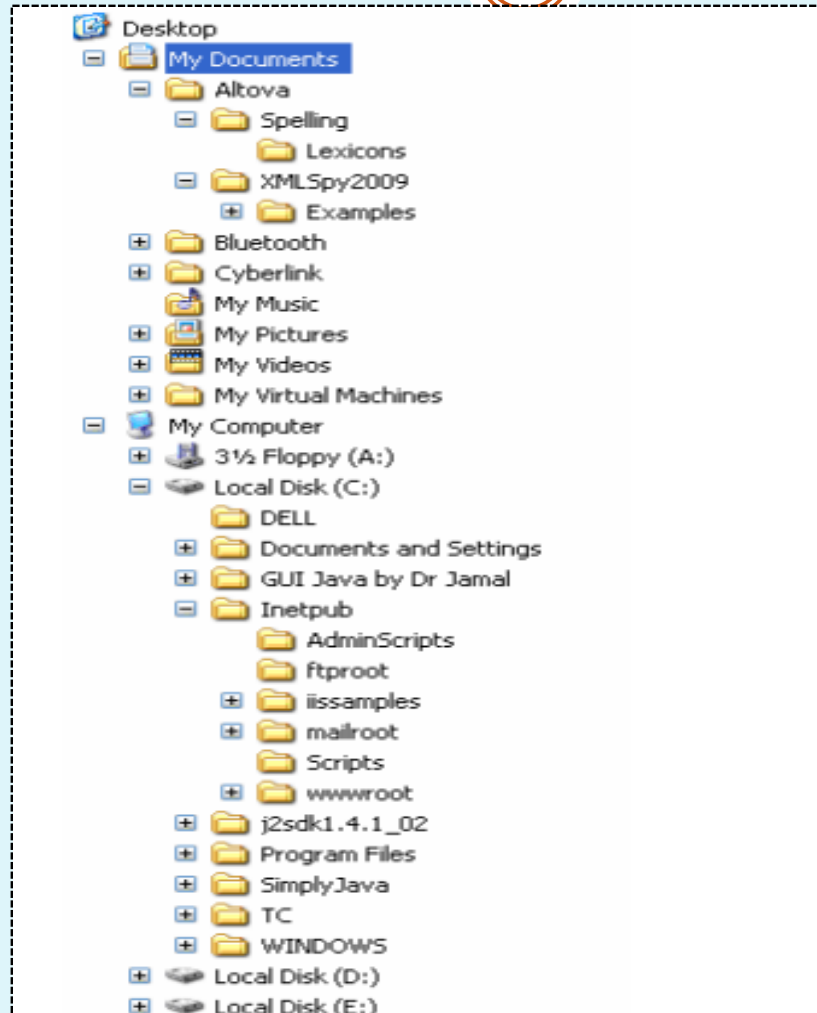 Desktop
My Documents
Altova
Spelling
Lexicons
XMLSpy2009
Examples
Bluetooth
Cyberlink
My Music
My Pictures
My Videos
My Virtual Machines
My Computer
3½ Floppy (A:)
Local Disk (C:)
DELL
Documents and Settings
GUI Java by Dr Jamal
Inetpub
AdminScripts
ftproot
iissamples
mailroot
Scripts
wwwroot
j2sdk1.4.1_02
Program Files
SimplyJava
TC
WINDOWS
Local Disk (D:)
Local Disk (E:)